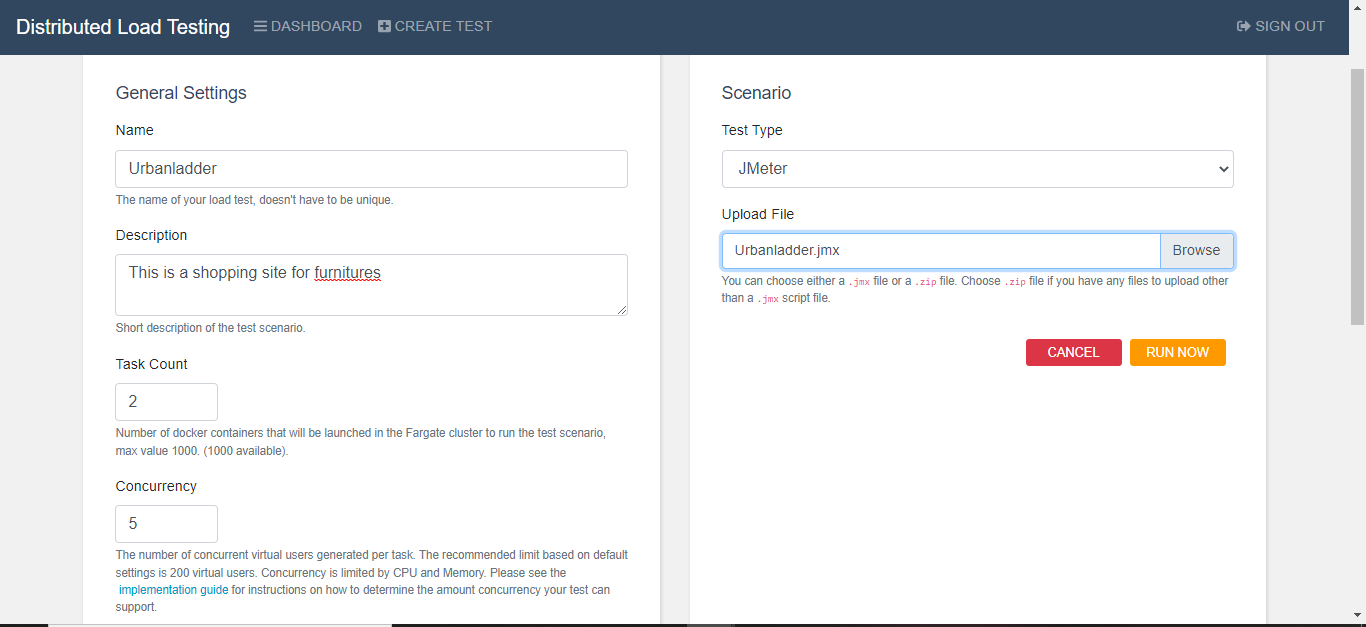 Distributed Load Testing DASHBOARD CREATE TEST SIGN OUT
General Settings
Name
Urbanladder
The name of your load test, doesn't have to be unique.
Description
This is a shopping site for furnitures
Short description of the test scenario.
Task Count
2
Number of docker containers that will be launched in the Fargate cluster to run the test scenario,
max value 1000. (1000 available).
Concurrency
5
The number of concurrent virtual users generated per task. The recommended limit based on default
settings is 200 virtual users. Concurrency is limited by CPU and Memory. Please see the
implementation guide for instructions on how to determine the amount concurrency your test can
support.
Scenario
Test Type
JMeter
Upload File
Urbanladder.jmx Browse
You can choose either a .jmx file or a .zip file. Choose .zip file if you have any files to upload other
than a .jmx script file.
CANCEL RUN NOW